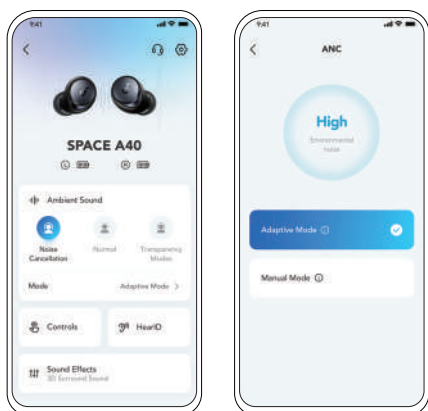 9:41
SPACE A40
L
R
Ambient Sound
Noise
Cancellation
Normal
Transparency
Modes
Mode
Adaptive Mode >
Controls
HearID
Sound Effects
3D Surround Sound
9:41
ANC
High
Environmental
noise
Adaptive Mode
Manual Mode